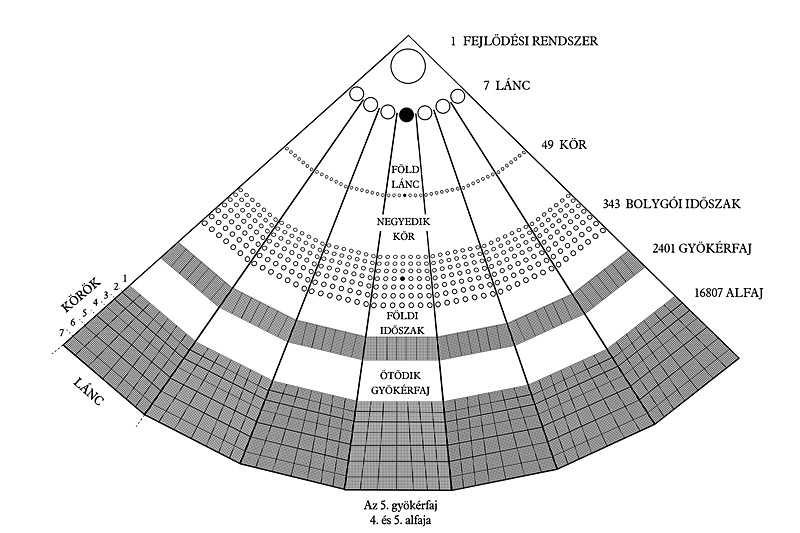 1 FEJLŐDÉSI RENDSZER
7 LÁNC
49 KÖR
FÖLD
LÁNC
343 BOLYGÓI IDŐSZAK
NEGYEDIK
KÖR
2401 GYÖKÉRFAJ
16807 ALFAJ
KÖRÖK
7 . 6 . 5 . 4 . 3 . 2 . 1
FÖLDI
IDŐSZAK
ÖTÖDIK
GYÖKÉRFAJ
LÁNC
Az 5. gyökérfaj
4. és 5. alfaja